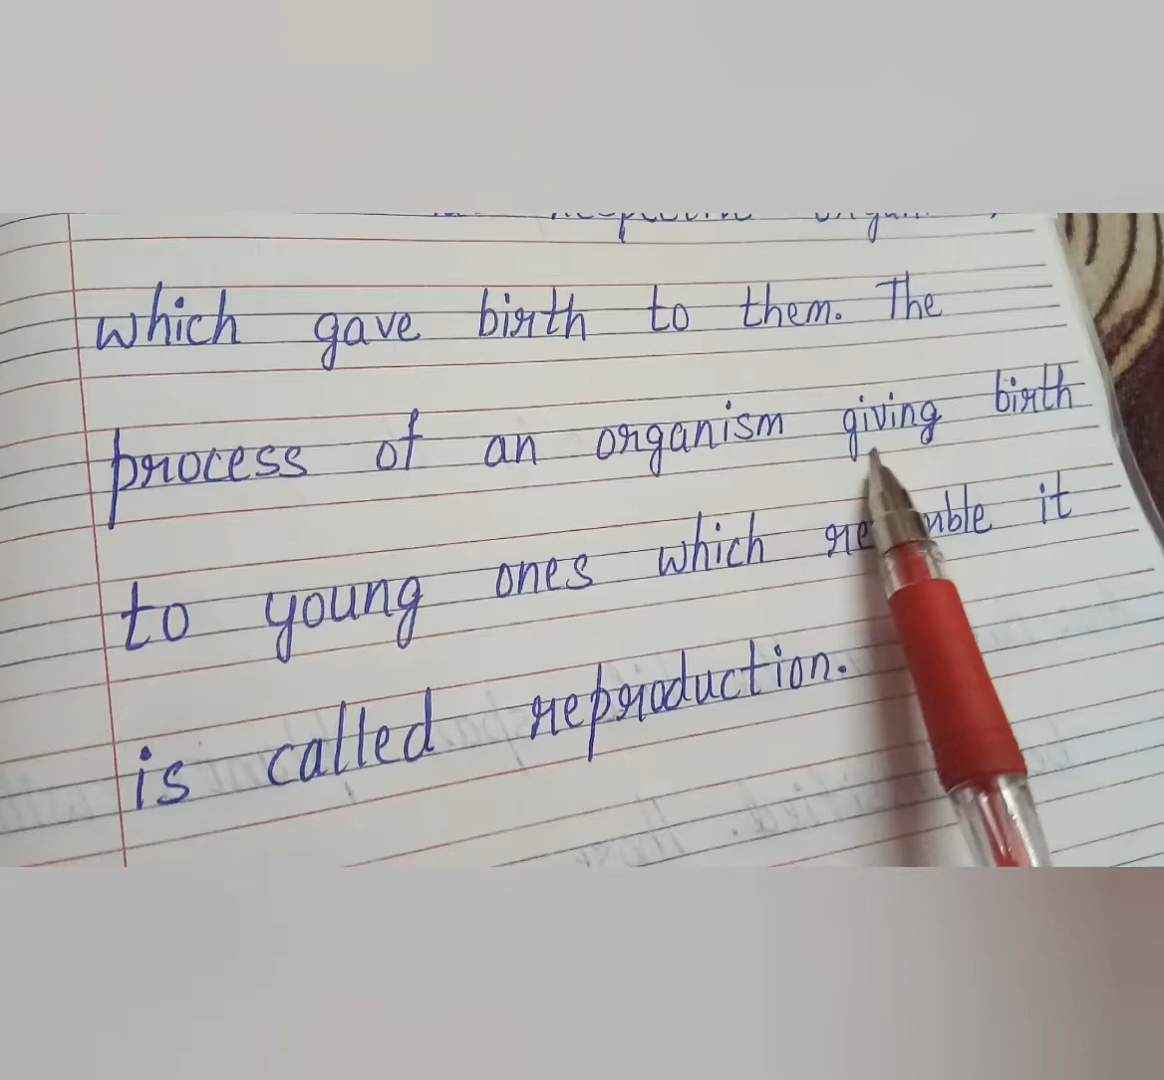 which gave birth to them. The
process of an organism giving birth
to young ones which it
is called reproduction.